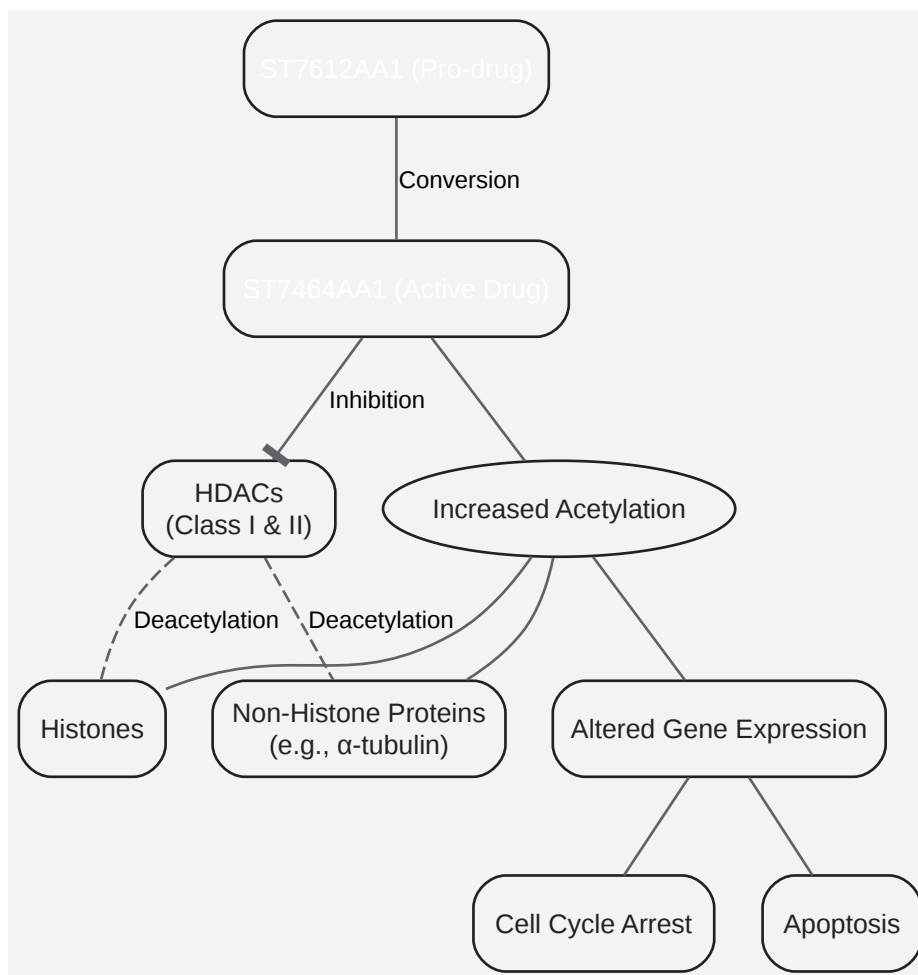 ST7612AA1 (Pro-drug)
Conversion
ST7464AA1 (Active Drug)
Inhibition
HDACs
(Class I & II)
Increased Acetylation
Deacetylation
Deacetylation
Histones
Non-Histone Proteins
(e.g., α-tubulin)
Altered Gene Expression
Cell Cycle Arrest
Apoptosis